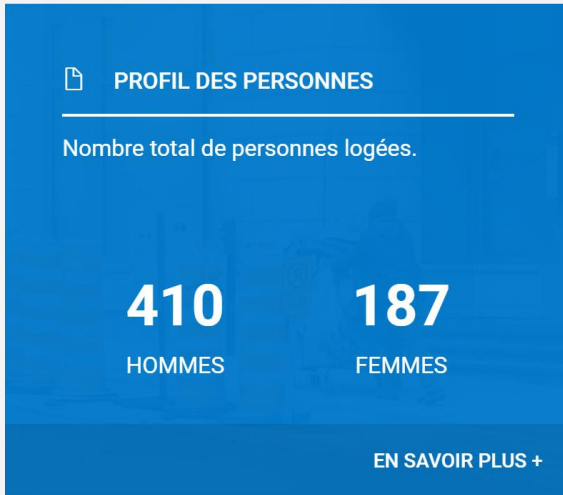 PROFIL DES PERSONNES
Nombre total de personnes logées.
410 187
HOMMES FEMMES
EN SAVOIR PLUS +